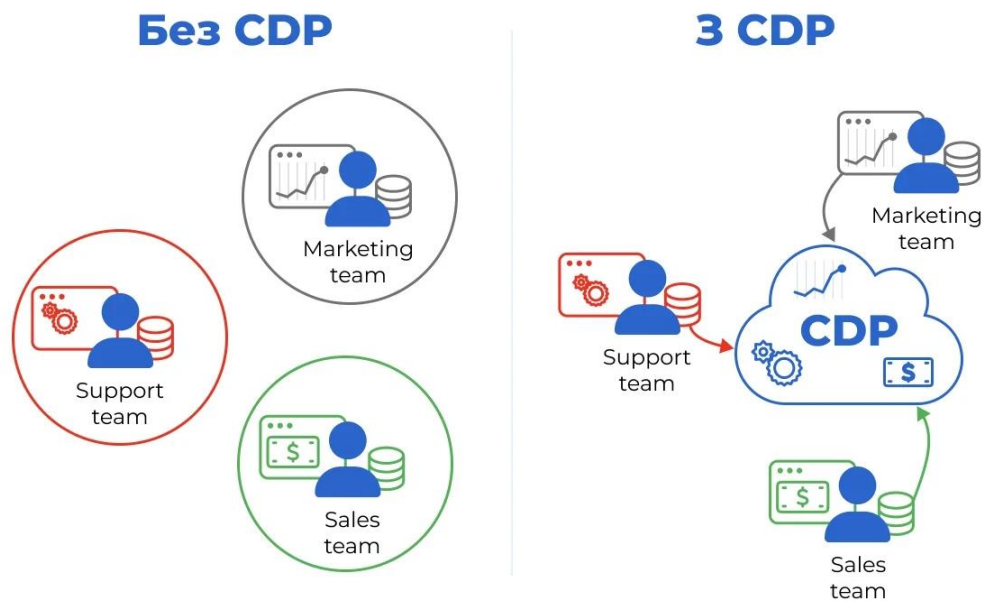 Без CDP
Marketing
team
Support
team
$
Sales
team
З CDP
Marketing
team
Support
team
CDP
$
$
Sales
team